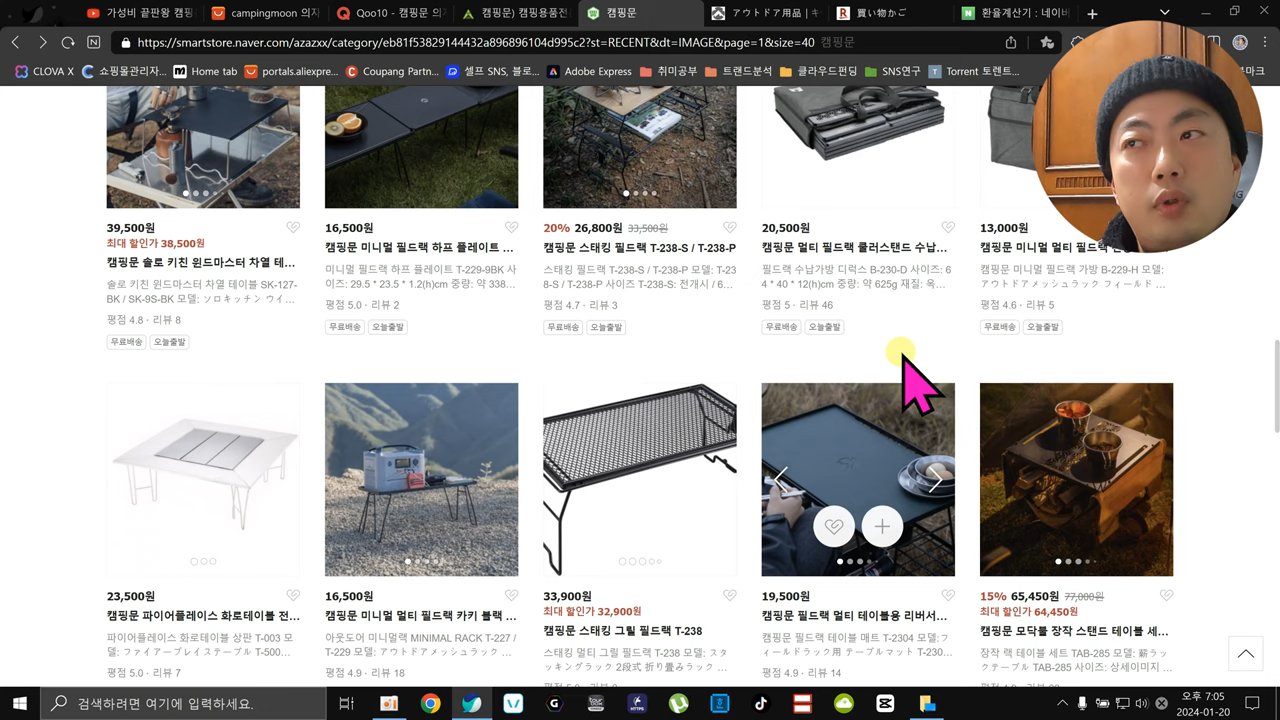 가성비 끝판왕 캠핑
campingmoon 의자
Qoo10 - 캠핑문 의자
캠핑문) 캠핑용품전
캠핑문
アウトドア用品 | キ
買い物かご
환율계산기 : 네이버
https://smartstore.naver.com/azazxx/category/eb81f53829144432a896896104d995c2?st=RECENT&dt=IMAGE&page=1&size=40 캠핑문
CLOVA X
쇼핑몰관리자...
Home tab
portals.aliexpre...
Coupang Partn...
셀프 SNS, 블로...
Adobe Express
취미공부
트랜드분석
클라우드펀딩
SNS연구
Torrent 토렌트...
39,500원
최대 할인가 38,500원
캠핑문 솔로 키친 윈드마스터 차열 테...
솔로 키친 윈드마스터 차열 테이블 SK-127-
BK / SK-9S-BK 모델: ソロキッチン ウイ...
평점 4.8 · 리뷰 8
무료배송 오늘출발
16,500원
캠핑문 미니멀 필드랙 하프 플레이트 ...
미니멀 필드랙 하프 플레이트 T-229-9BK 사
이즈: 29.5 * 23.5 * 1.2(h)cm 중량: 약 338...
평점 5.0 · 리뷰 2
무료배송 오늘출발
20% 26,800원 33,500원
캠핑문 스태킹 필드랙 T-238-S / T-238-P
스태킹 필드랙 T-238-S / T-238-P 모델: T-23
8-S / T-238-P 사이즈 T-238-S: 전개시 / 6...
평점 4.7 · 리뷰 3
무료배송 오늘출발
20,500원
캠핑문 멀티 필드랙 쿨러스탠드 수납...
필드랙 수납가방 디럭스 B-230-D 사이즈: 6
4 * 40 * 12(h)cm 중량: 약 625g 재질: 옥...
평점 5 · 리뷰 46
무료배송 오늘출발
13,000원
캠핑문 미니멀 멀티 필드랙
미니멀 필드랙 가방 B-229-H 모델:
アウトドアメッシュラック フィールド ...
평점 4.6 · 리뷰 5
무료배송 오늘출발
23,500원
캠핑문 파이어플레이스 화로테이블 전...
파이어플레이스 화로테이블 상판 T-003 모
델: ファイアープレイステーブル T-500...
평점 5.0 · 리뷰 7
16,500원
캠핑문 미니멀 멀티 필드랙 카키 블랙 ...
아웃도어 미니멀랙 MINIMAL RACK T-227 /
T-229 모델: アウトドアメッシュラック ...
평점 4.9 · 리뷰 18
33,900원
최대 할인가 32,900원
캠핑문 스태킹 그릴 필드랙 T-238
스태킹 멀티 그릴 필드랙 T-238 모델: スタ
ッキングラック 2段式 折り畳みラック ...
19,500원
캠핑문 필드랙 멀티 테이블용 리버서...
캠핑문 필드랙 테이블 매트 T-2304 모델: フ
ィールドラック用 テーブルマット T-230...
평점 4.9 · 리뷰 14
15% 65,450원 77,000원
최대 할인가 64,450원
캠핑문 모닥불 장작 스탠드 테이블 세...
장작 랙 테이블 세트 TAB-285 모델: 薪ラッ
クテーブル TAB-285 사이즈: 상세이미지 ...
검색하려면 여기에 입력하세요.
오후 7:05
2024-01-20